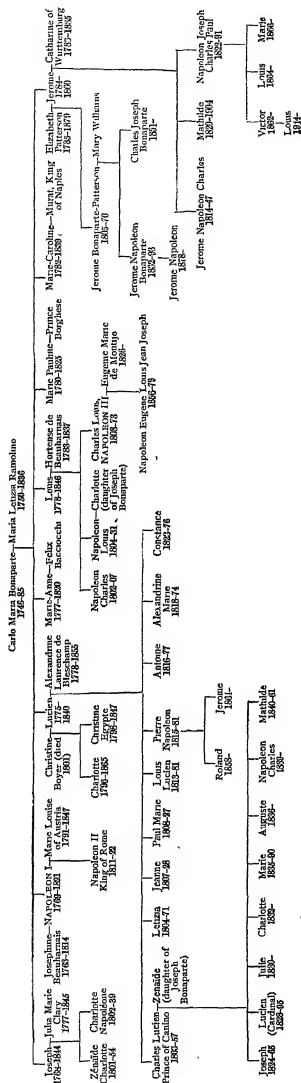 Carlo Maria Bonaparte—Maria Letizia Ramolino
1746-85 1750-1836
Joseph—Julia Marie Clary
1768-1844 1777-1845
Josephine Beauharnais—NAPOLEON I—Marie Louise of Austria
1763-1814 1769-1821 1791-1847
Christine Boyer (died 1801)—Lucien—Alexandrine Laurence de Bleschamp
1775-1840 1778-1855
Marie-Anne—Felix Bacciocchi
1777-1820
Louis—Hortense de Beauharnais
1778-1846 1783-1837
Marie Pauline—Prince Borghese
1780-1825
Marie-Caroline—Murat, King of Naples
1782-1839
Elizabeth Patterson—Jerome—Catharine of Wurttemburg
1785-1879 1784-1860 1783-1835
Zénaïde Charlotte
1801-54
Charlotte Napoléone
1802-39
Napoleon II
King of Rome
1811-32
Charlotte
1796-1865
Christine Egypte
1798-1847
Napoleon Charles
1802-07
Napoleon Louis—Charlotte (daughter of Joseph Bonaparte)
1804-31
Charles Louis, NAPOLEON III—Eugenie Marie de Montijo
1808-73 1826-
Napoleon Eugene Louis Jean Joseph
1856-79
Jerome Bonaparte-Patterson—Mary Williams
1805-70
Jerome Napoleon Bonaparte
1832-93
Charles Joseph Bonaparte
1851-
Jerome Napoleon
1878-
Jerome Napoleon Charles
1814-47
Mathilde
1820-1904
Napoleon Joseph Charles Paul
1822-91
Victor
1862-
Louis
1864-
Marie
1866-
Louis
1914-
Charles Lucien—Zenaïde
Prince of Canino (daughter of Joseph Bonaparte)
1803-57
Letizia
1804-71
Jeanne
1807-28
Paul Marie
1808-27
Louis Lucien
1813-91
Pierre Napoleon
1815-81
Antoine
1816-77
Alexandrine Marie
1818-74
Constance
1823-76
Roland
1858-
Jerome
1861-
Joseph
1824-65
Lucien (Cardinal)
1828-95
Julie
1830-
Charlotte
1832-
Marie
1835-90
Auguste
1836-
Napoleon Charles
1839-
Mathilde
1840-61